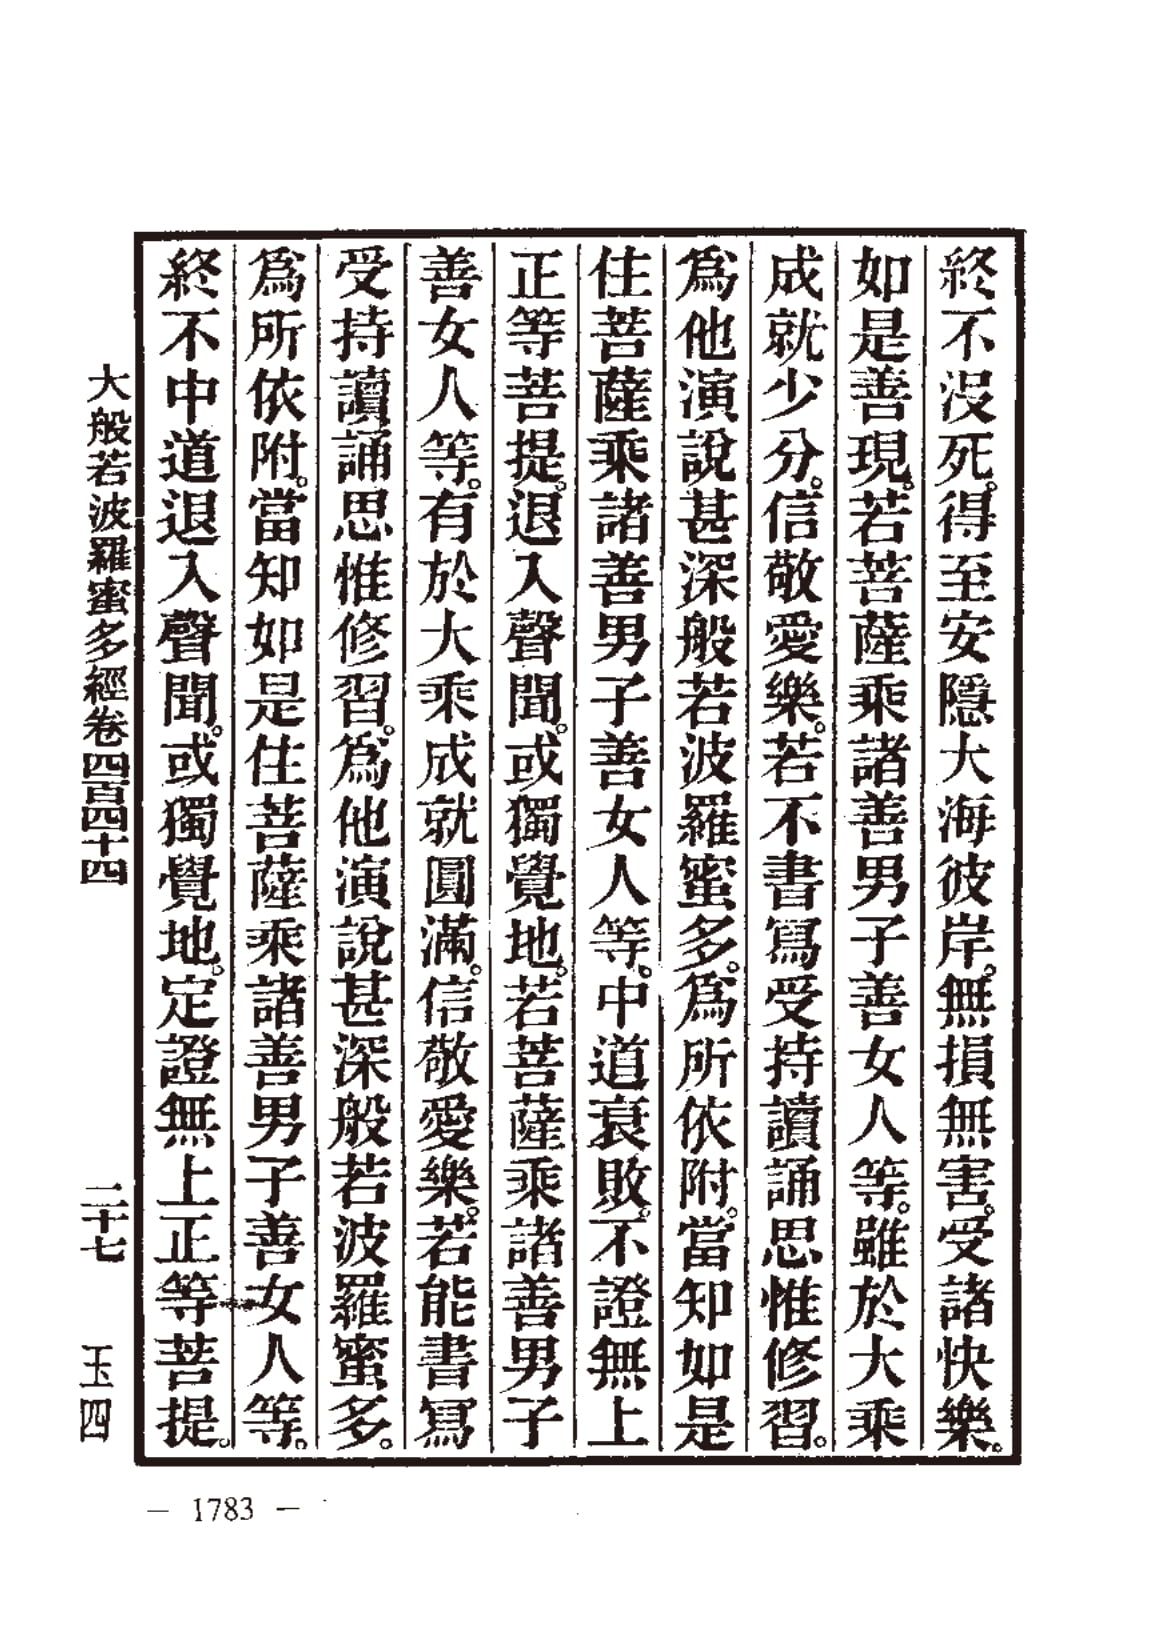 終不沒死。得至安隱大海彼岸。無損無害。受諸快樂。
如是善現。若菩薩乘諸善男子善女人等。雖於大乘
成就少分。信敬愛樂。若不書寫受持讀誦思惟修習。
爲他演說甚深般若波羅蜜多。爲所依附。當知如是
住菩薩乘諸善男子善女人等。中道衰敗。不證無上
正等菩提。退入聲聞。或獨覺地。若菩薩乘諸善男子
善女人等。有於大乘成就圓滿。信敬愛樂。若能書寫
受持讀誦思惟修習。爲他演說甚深般若波羅蜜多。
爲所依附。當知如是住菩薩乘諸善男子善女人等。
終不中道退入聲聞。或獨覺地。定證無上正等菩提。
大般若波羅蜜多經卷四百四十四 二十七 玉四
— 1783 —